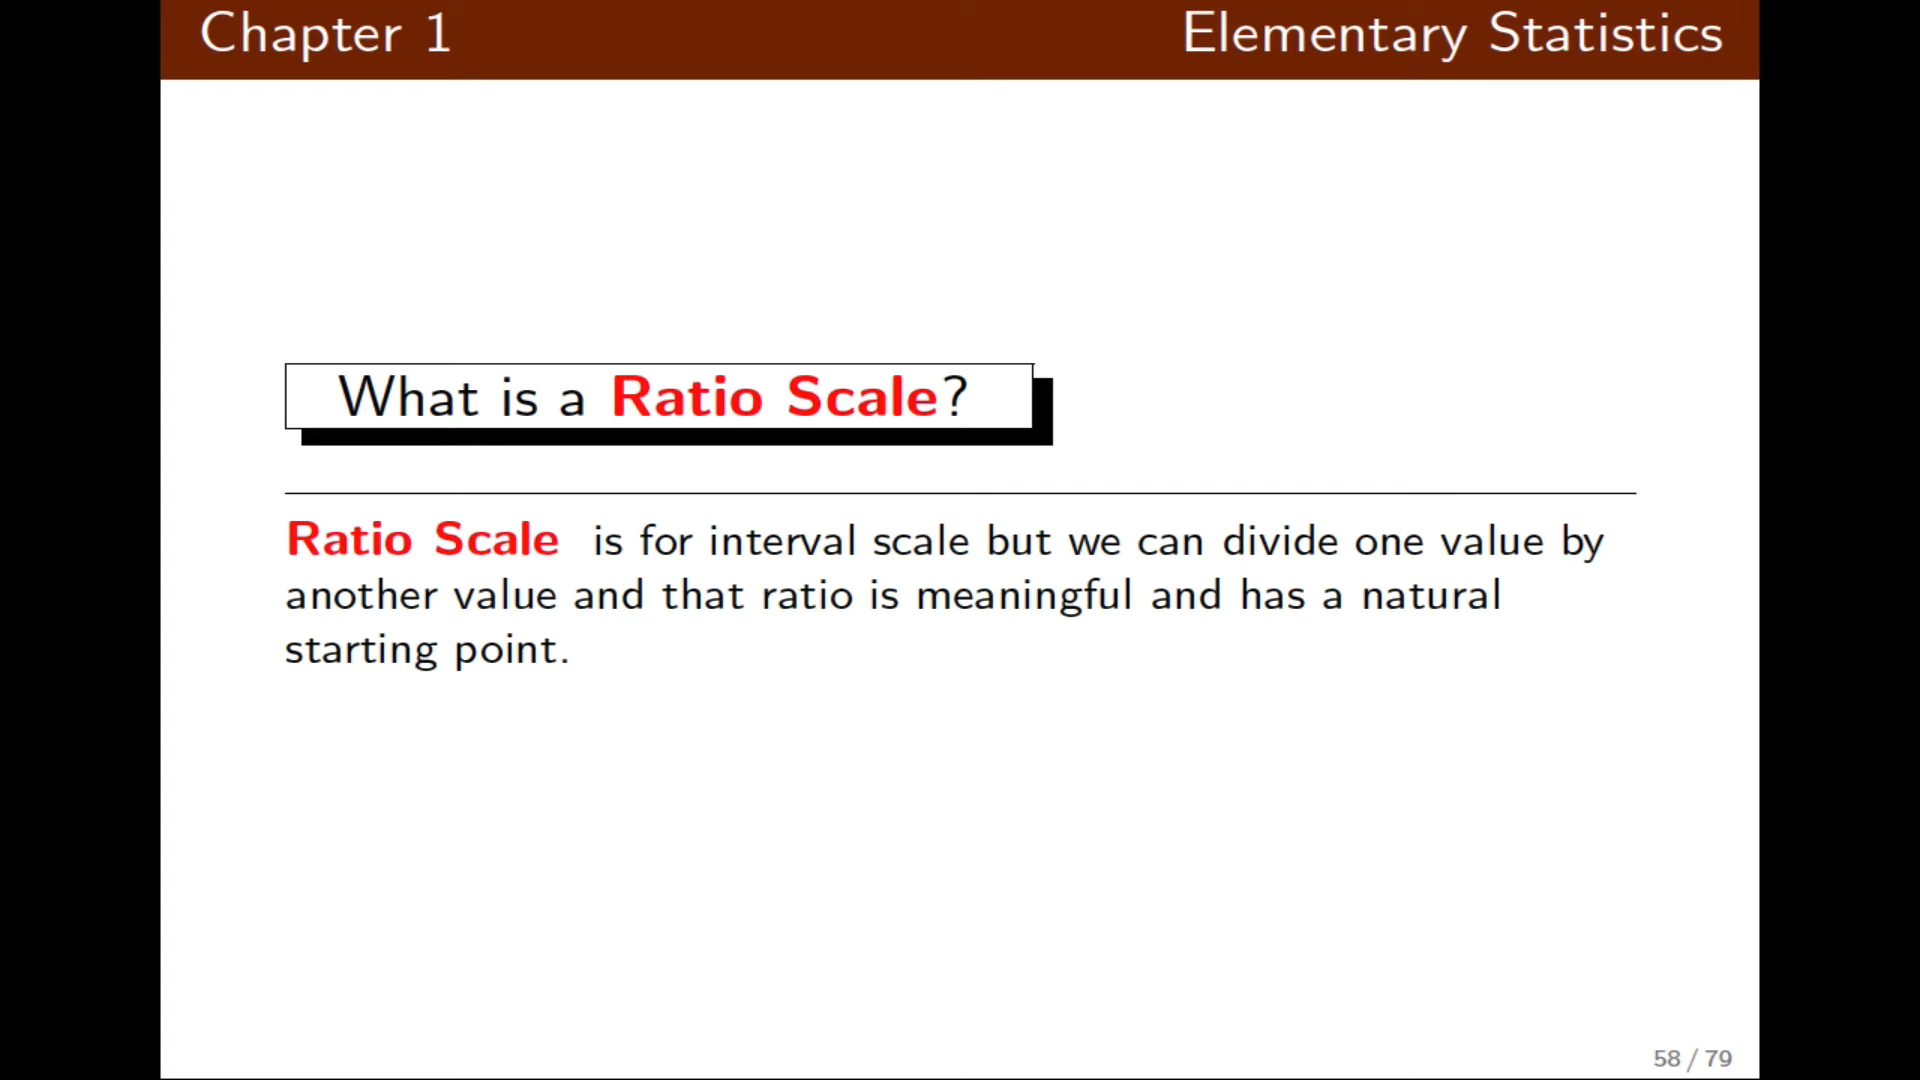 Chapter 1 Elementary Statistics
What is a Ratio Scale?
Ratio Scale is for interval scale but we can divide one value by
another value and that ratio is meaningful and has a natural
starting point.
58 / 79